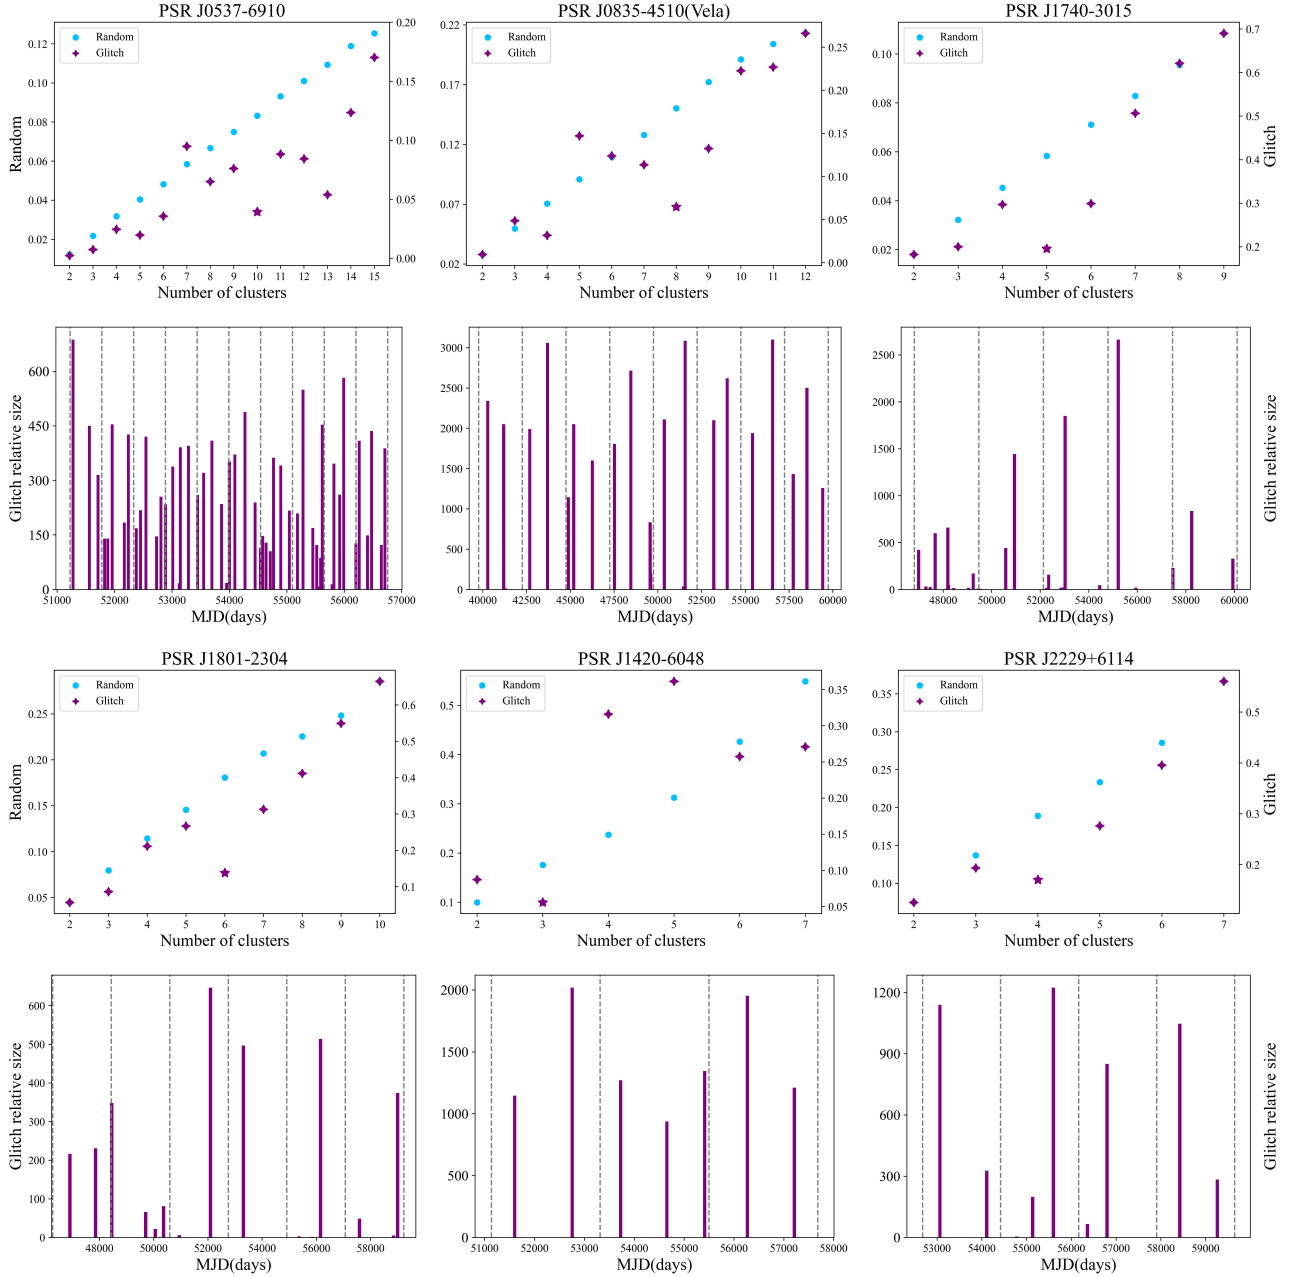 PSR J0537-6910
PSR J0835-4510(Vela)
PSR J1740-3015
Random
Glitch
Random
Glitch
Random
Glitch
Random
0.12
0.10
0.08
0.06
0.04
0.02
0.20
0.15
0.10
0.05
0.00
0.22
0.17
0.12
0.07
0.02
0.25
0.20
0.15
0.10
0.05
0.00
0.10
0.08
0.06
0.04
0.02
0.7
0.6
0.5
0.4
0.3
0.2
Glitch
2 3 4 5 6 7 8 9 10 11 12 13 14 15
2 3 4 5 6 7 8 9 10 11 12
2 3 4 5 6 7 8 9
Number of clusters
Number of clusters
Number of clusters
Glitch relative size
600
450
300
150
0
3000
2500
2000
1500
1000
500
0
2500
2000
1500
1000
500
0
Glitch relative size
51000 52000 53000 54000 55000 56000 57000
40000 42500 45000 47500 50000 52500 55000 57500 60000
48000 50000 52000 54000 56000 58000 60000
MJD(days)
MJD(days)
MJD(days)
PSR J1801-2304
PSR J1420-6048
PSR J2229+6114
Random
Glitch
Random
Glitch
Random
Glitch
Random
0.25
0.20
0.15
0.10
0.05
0.6
0.5
0.4
0.3
0.2
0.1
0.5
0.4
0.3
0.2
0.1
0.35
0.30
0.25
0.20
0.15
0.10
0.05
0.35
0.30
0.25
0.20
0.15
0.10
0.5
0.4
0.3
0.2
Glitch
2 3 4 5 6 7 8 9 10
2 3 4 5 6 7
2 3 4 5 6 7
Number of clusters
Number of clusters
Number of clusters
Glitch relative size
600
500
400
300
200
100
0
2000
1500
1000
500
0
1200
900
600
300
0
Glitch relative size
48000 50000 52000 54000 56000 58000
51000 52000 53000 54000 55000 56000 57000 58000
53000 54000 55000 56000 57000 58000 59000
MJD(days)
MJD(days)
MJD(days)